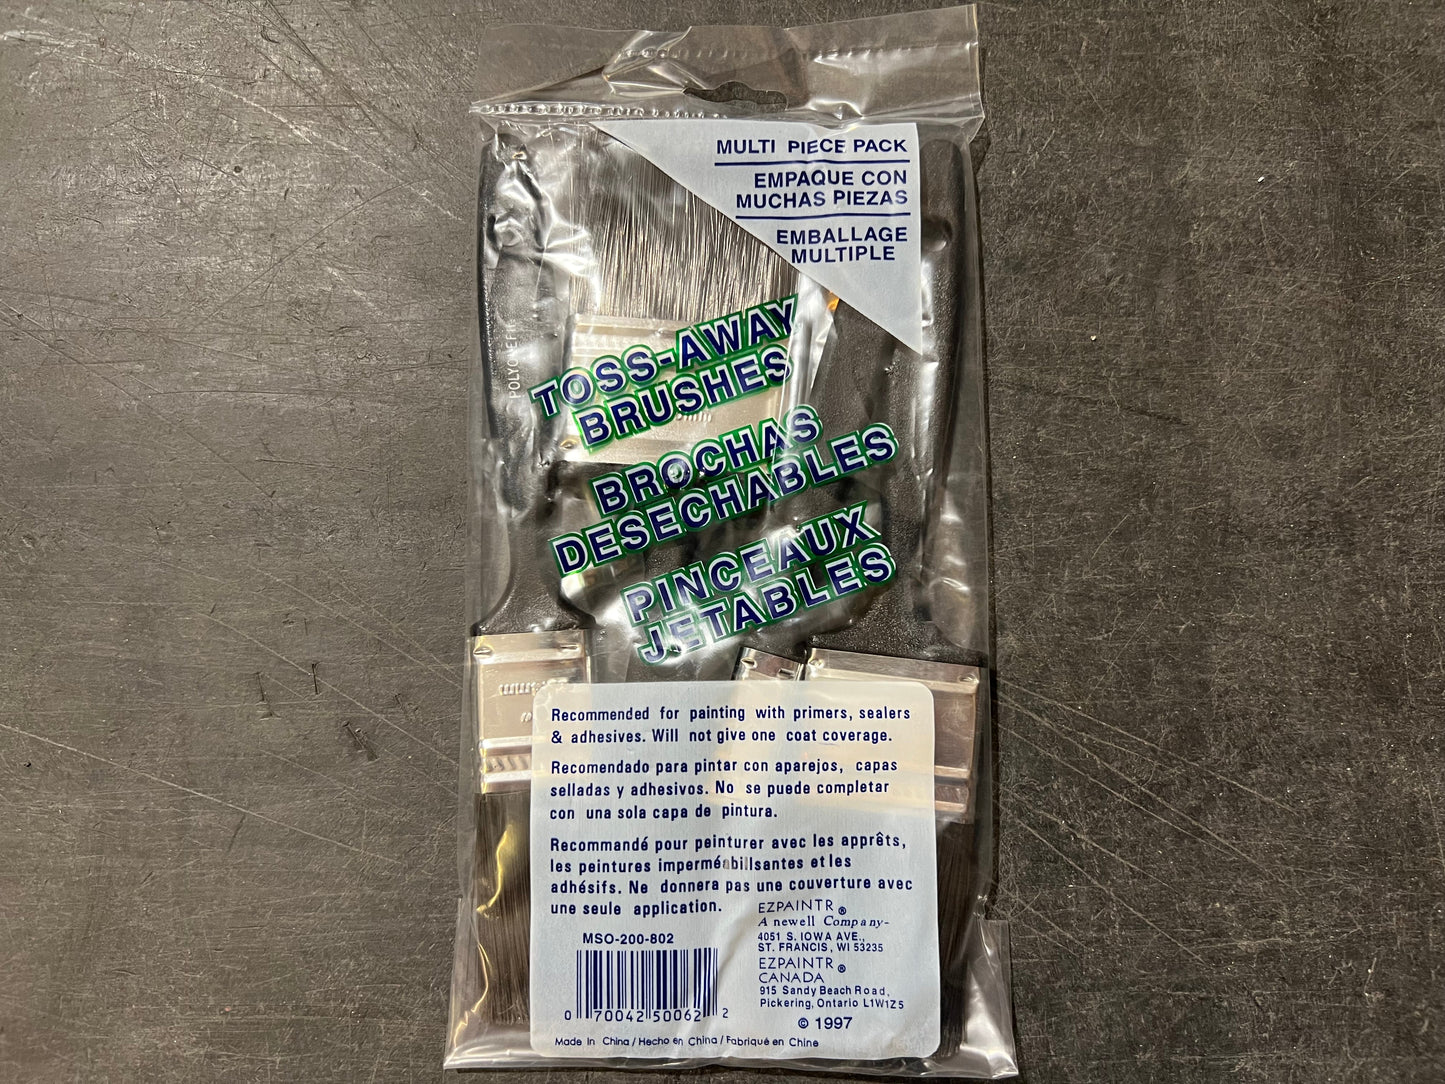 MULTI PIECE PACK
EMPAQUE CON
MUCHAS PIEZAS
EMBALLAGE
MULTIPLE
TOSS-AWAY
BRUSHES
BROCHAS
DESECHABLES
PINCEAUX
JETABLES
Recommended for painting with primers, sealers
& adhesives. Will not give one coat coverage.
Recomendado para pintar con aparejos, capas
selladas y adhesivos. No se puede completar
con una sola capa de pintura.
Recommandé pour peinturer avec les apprêts,
les peintures imperméabilisantes et les
adhésifs. Ne donnera pas une couverture avec
une seule application.
EZPAINTR®
A newell Company-
4051 S. IOWA AVE.,
ST. FRANCIS, WI 53235
EZPAINTR®
CANADA
915 Sandy Beach Road,
Pickering, Ontario L1W1Z5
© 1997
MSO-200-802
0 70042 50062 2
Made In China / Hecho en China / Fabriqué en Chine